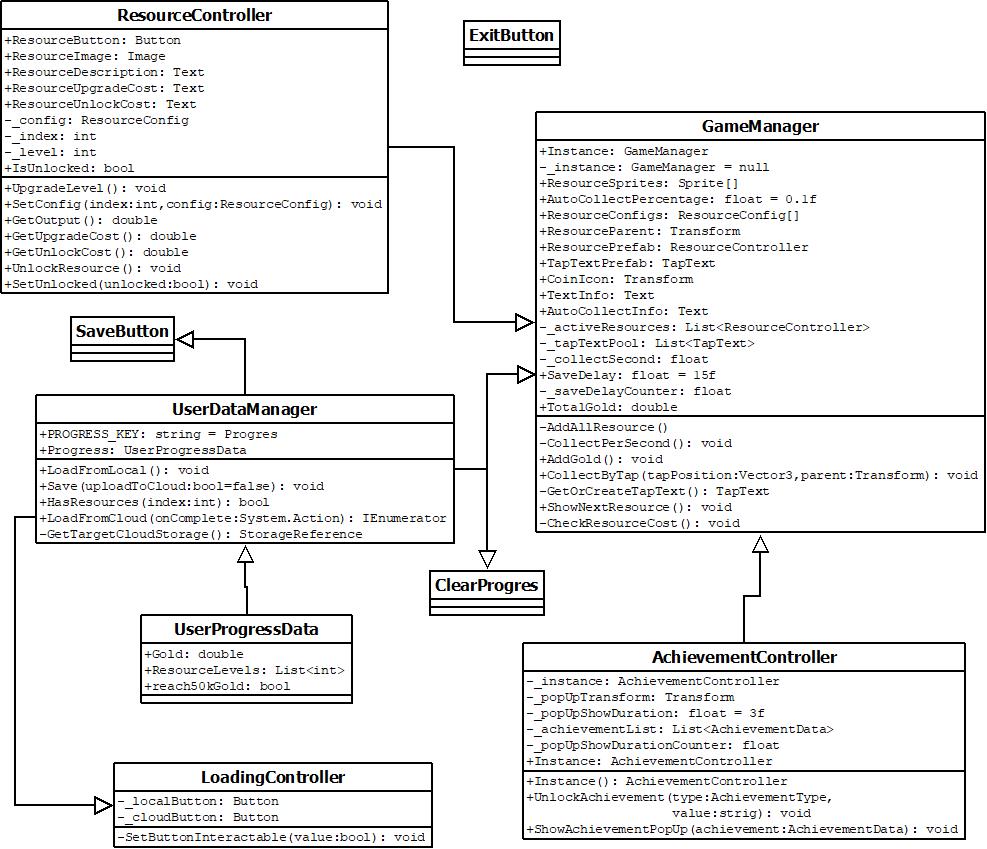 ResourceController
+ResourceButton: Button
+ResourceImage: Image
+ResourceDescription: Text
+ResourceUpgradeCost: Text
+ResourceUnlockCost: Text
-_config: ResourceConfig
-_index: int
-_level: int
+IsUnlocked: bool
+UpgradeLevel(): void
+SetConfig(index:int,config:ResourceConfig): void
+GetOutput(): double
+GetUpgradeCost(): double
+GetUnlockCost(): double
+UnlockResource(): void
+SetUnlocked(unlocked:bool): void
ExitButton
GameManager
+Instance: GameManager
-_instance: GameManager = null
+ResourceSprites: Sprite[]
+AutoCollectPercentage: float = 0.1f
+ResourceConfigs: ResourceConfig[]
+ResourceParent: Transform
+ResourcePrefab: ResourceController
+TapTextPrefab: TapText
+CoinIcon: Transform
+TextInfo: Text
+AutoCollectInfo: Text
-_activeResources: List<ResourceController>
-_tapTextPool: List<TapText>
-_collectSecond: float
+SaveDelay: float = 15f
-_saveDelayCounter: float
+TotalGold: double
-AddAllResource()
-CollectPerSecond(): void
+AddGold(): void
+CollectByTap(tapPosition:Vector3,parent:Transform): void
-GetOrCreateTapText(): TapText
+ShowNextResource(): void
-CheckResourceCost(): void
SaveButton
UserDataManager
+PROGRESS_KEY: string = Progres
+Progress: UserProgressData
+LoadFromLocal(): void
+Save(uploadToCloud:bool=false): void
+HasResources(index:int): bool
+LoadFromCloud(onComplete:System.Action): IEnumerator
-GetTargetCloudStorage(): StorageReference
ClearProgres
UserProgressData
+Gold: double
+ResourceLevels: List<int>
+reach50kGold: bool
AchievementController
-_instance: AchievementController
-_popUpTransform: Transform
-_popUpShowDuration: float = 3f
-_achievementList: List<AchievementData>
-_popUpShowDurationCounter: float
+Instance: AchievementController
+Instance(): AchievementController
+UnlockAchievement(type:AchievementType,
value:strig): void
+ShowAchievementPopUp(achievement:AchievementData): void
LoadingController
-_localButton: Button
-_cloudButton: Button
-SetButtonInteractable(value:bool): void